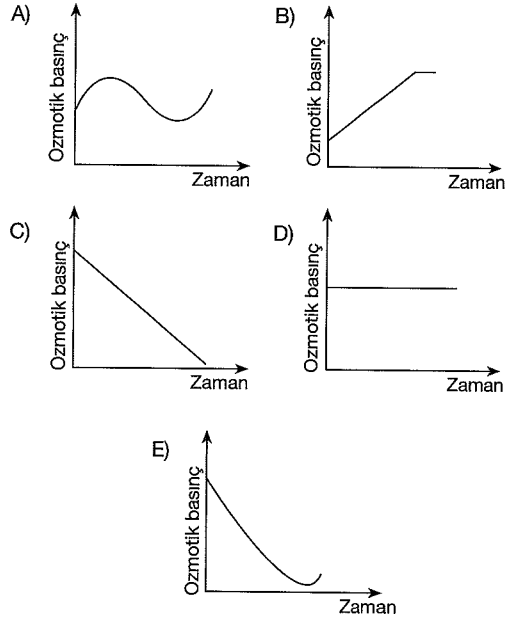 A)
Ozmotik basınç
Zaman
B)
Ozmotik basınç
Zaman
C)
Ozmotik basınç
Zaman
D)
Ozmotik basınç
Zaman
E)
Ozmotik basınç
Zaman